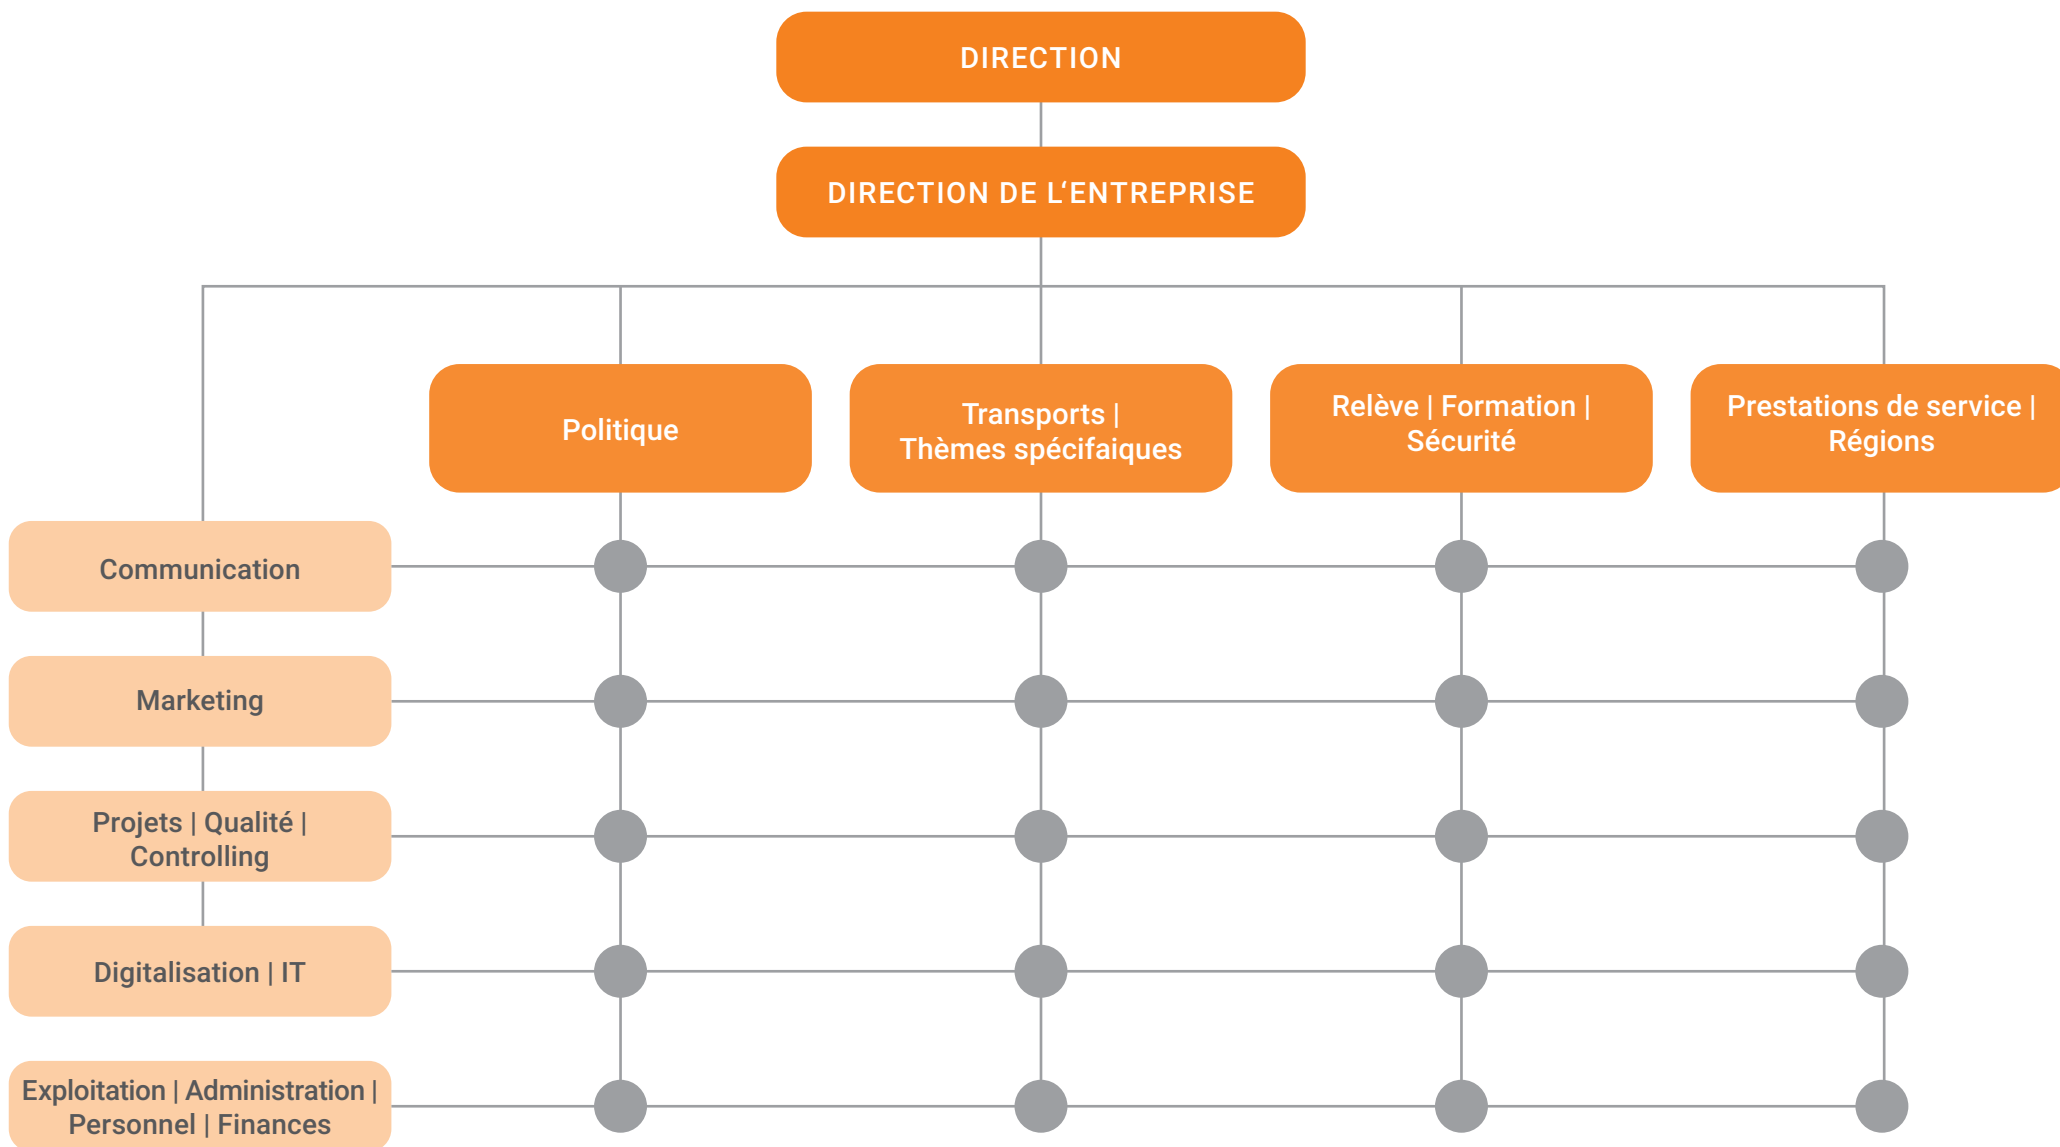 DIRECTION
DIRECTION DE L‘ENTREPRISE
Politique
Transports |
Thèmes spécifaiques
Relève | Formation |
Sécurité
Prestations de service |
Régions
Communication
Marketing
Projets | Qualité |
Controlling
Digitalisation | IT
Exploitation | Administration |
Personnel | Finances